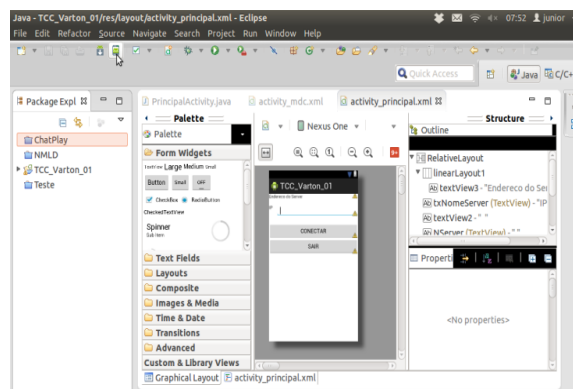 Java - TCC_Varton_01/res/layout/activity_principal.xml - Eclipse
07:52
junior
File Edit Refactor Source Navigate Search Project Run Window Help
Quick Access
Java
C/C+
Package Expl
PrincipalActivity.java
activity_mdc.xml
activity_principal.xml
ChatPlay
NMLD
TCC_Varton_01
Teste
Palette
Palette
Form Widgets
TextView Large Medium Small
Button
Small
OFF
CheckBox
RadioButton
CheckedTextView
Spinner
Sub Item
Text Fields
Layouts
Composite
Images & Media
Time & Date
Transitions
Advanced
Custom & Library Views
Graphical Layout
activity_principal.xml
Nexus One
TCC_Varton_01
Endereco do Server
IP
CONECTAR
SAIR
Structure
Outline
RelativeLayout
linearLayout1
textView3 - "Endereco do Ser
txNomeServer (TextView) - "IP
textView2 - " "
NServer (TextView) - " "
Properti
<No properties>